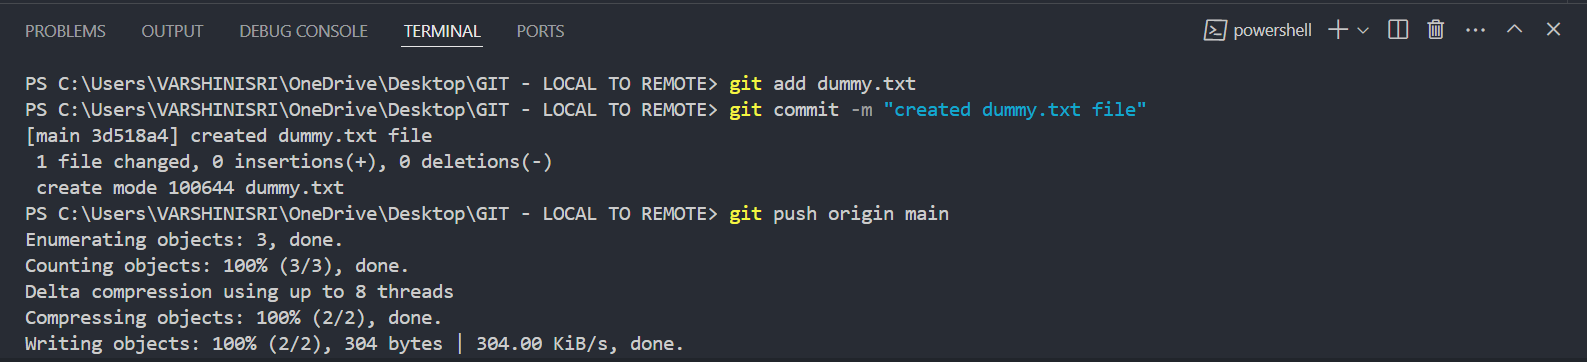 PROBLEMS OUTPUT DEBUG CONSOLE TERMINAL PORTS powershell
PS C:\Users\VARSHINISRI\OneDrive\Desktop\GIT - LOCAL TO REMOTE> git add dummy.txt
PS C:\Users\VARSHINISRI\OneDrive\Desktop\GIT - LOCAL TO REMOTE> git commit -m "created dummy.txt file"
[main 3d518a4] created dummy.txt file
 1 file changed, 0 insertions(+), 0 deletions(-)
 create mode 100644 dummy.txt
PS C:\Users\VARSHINISRI\OneDrive\Desktop\GIT - LOCAL TO REMOTE> git push origin main
Enumerating objects: 3, done.
Counting objects: 100% (3/3), done.
Delta compression using up to 8 threads
Compressing objects: 100% (2/2), done.
Writing objects: 100% (2/2), 304 bytes | 304.00 KiB/s, done.